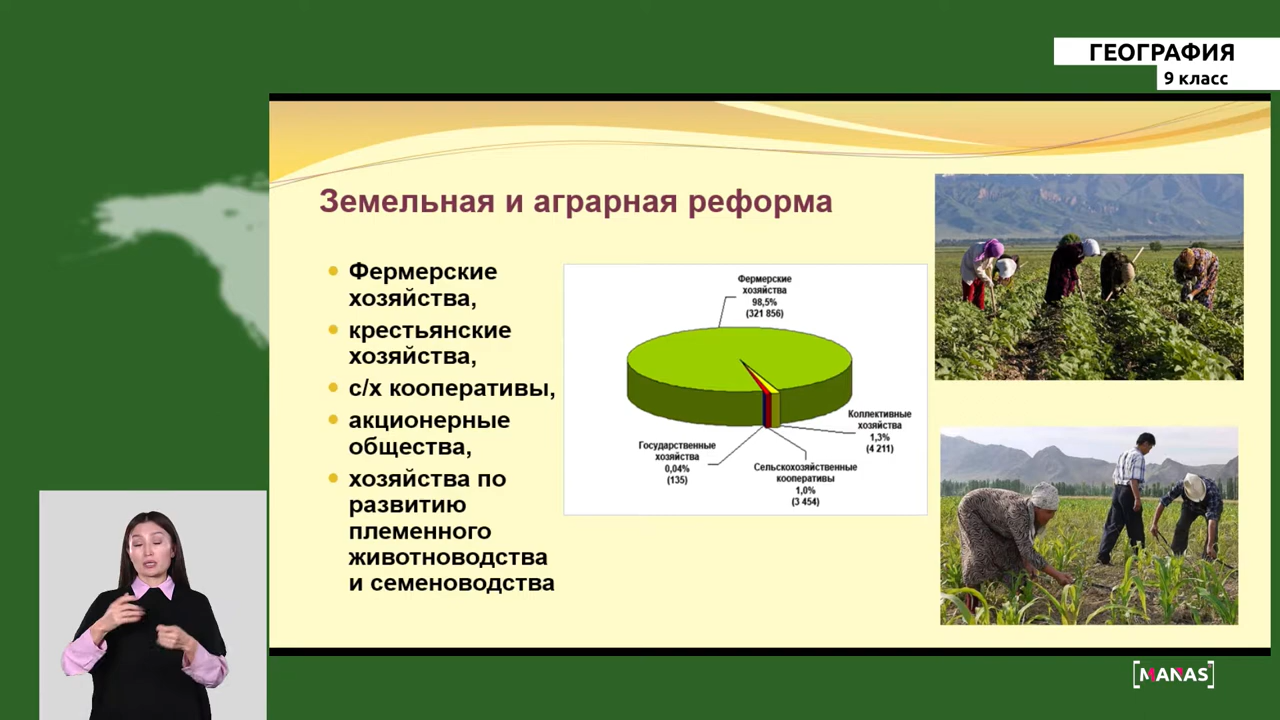 ГЕОГРАФИЯ
9 класс
Земельная и аграрная реформа
Фермерские
хозяйства,
крестьянские
хозяйства,
с/х кооперативы,
акционерные
общества,
хозяйства по
развитию
племенного
животноводства
и семеноводства
Фермерские
хозяйства
98,5%
(321 856)
Коллективные
хозяйства
1,3%
(4 211)
Государственные
хозяйства
0,04%
(135)
Сельскохозяйственные
кооперативы
1,0%
(3 454)
[MANAS]